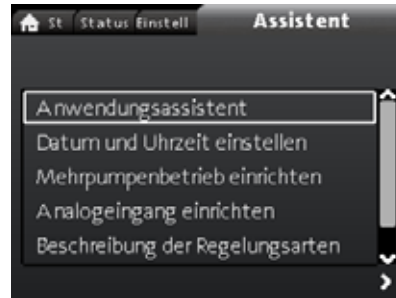 St Status Einstell Assistent
Anwendungsassistent
Datum und Uhrzeit einstellen
Mehrpumpenbetrieb einrichten
Analogeingang einrichten
Beschreibung der Regelungsarten